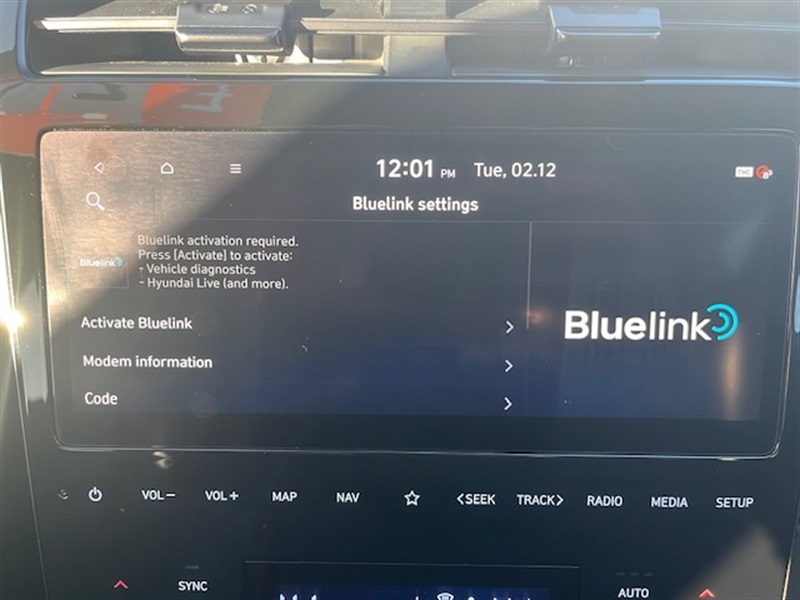 12:01 PM Tue, 02.12
Bluelink settings
Bluelink activation required.
Press [Activate] to activate:
- Vehicle diagnostics
- Hyundai Live (and more).
Bluelink
Activate Bluelink
Modem information
Code
Bluelink
VOL− VOL+ MAP NAV <SEEK TRACK> RADIO MEDIA SETUP
SYNC AUTO